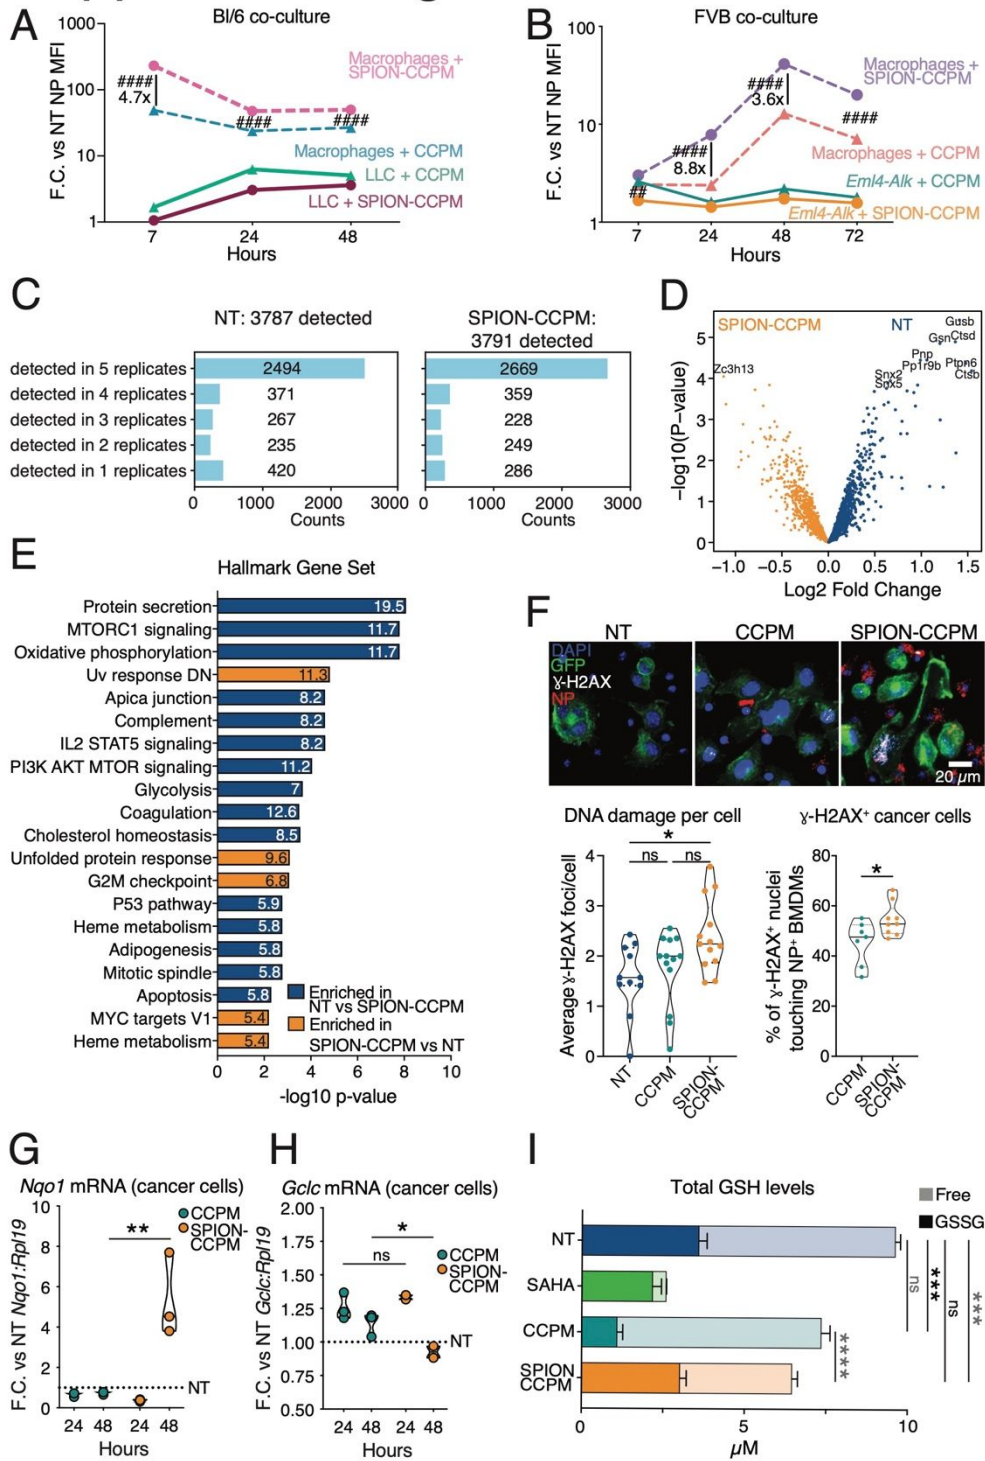 A
Bl/6 co-culture
F.C. vs NT NP MFI
1000
100
10
1
7
24
48
Hours
####
4.7x
####
####
Macrophages +
SPION-CCPM
Macrophages + CCPM
LLC + CCPM
LLC + SPION-CCPM
B
FVB co-culture
F.C. vs NT NP MFI
100
10
1
7
24
48
72
Hours
##
####
8.8x
####
3.6x
####
Macrophages +
SPION-CCPM
Macrophages + CCPM
Eml4-Alk + CCPM
Eml4-Alk + SPION-CCPM
C
NT: 3787 detected
SPION-CCPM:
3791 detected
detected in 5 replicates
2494
2669
detected in 4 replicates
371
359
detected in 3 replicates
267
228
detected in 2 replicates
235
249
detected in 1 replicates
420
286
0
1000
2000
3000
Counts
0
1000
2000
3000
Counts
D
SPION-CCPM
NT
Zc3h13
Gusb
Gsn
Ctsd
Pnp
Pp1r9b
Ptpn6
Ctsb
Snx2
Snx5
-log10(P-value)
5
4
3
2
1
0
-1.0
-0.5
0.0
0.5
1.0
1.5
Log2 Fold Change
E
Hallmark Gene Set
Protein secretion 19.5
MTORC1 signaling 11.7
Oxidative phosphorylation 11.7
Uv response DN 11.3
Apica junction 8.2
Complement 8.2
IL2 STAT5 signaling 8.2
PI3K AKT MTOR signaling 11.2
Glycolysis 7
Coagulation 12.6
Cholesterol homeostasis 8.5
Unfolded protein response 9.6
G2M checkpoint 6.8
P53 pathway 5.9
Heme metabolism 5.8
Adipogenesis 5.8
Mitotic spindle 5.8
Apoptosis 5.8
MYC targets V1 5.4
Heme metabolism 5.4
Enriched in
NT vs SPION-CCPM
Enriched in
SPION-CCPM vs NT
0
2
4
6
8
10
-log10 p-value
F
NT
CCPM
SPION-CCPM
DAPI
GFP
γ-H2AX
NP
20 µm
DNA damage per cell
*
ns
ns
Average γ-H2AX foci/cell
4
3
2
1
0
NT
CCPM
SPION-
CCPM
γ-H2AX+ cancer cells
*
% of γ-H2AX+ nuclei
touching NP+ BMDMs
80
60
40
20
0
CCPM
SPION-
CCPM
G
Nqo1 mRNA (cancer cells)
F.C. vs NT Nqo1:Rpl19
10
8
6
4
2
0
**
CCPM
SPION-
CCPM
NT
24
48
24
48
Hours
H
Gclc mRNA (cancer cells)
F.C. vs NT Gclc:Rpl19
2.00
1.75
1.50
1.25
1.00
0.75
0.50
*
ns
CCPM
SPION-
CCPM
NT
24
48
24
48
Hours
I
Total GSH levels
Free
GSSG
NT
SAHA
CCPM
SPION
CCPM
****
ns
***
ns
***
0
5
10
µM